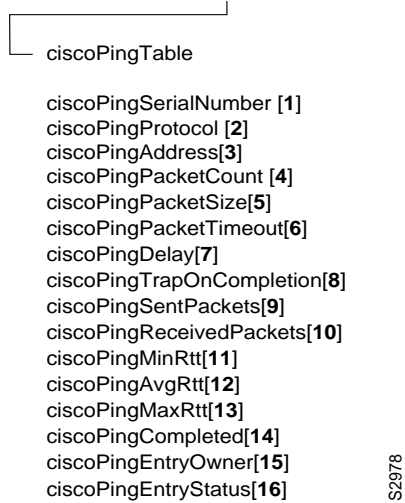 ciscoPingTable
ciscoPingSerialNumber [1]
ciscoPingProtocol [2]
ciscoPingAddress[3]
ciscoPingPacketCount [4]
ciscoPingPacketSize[5]
ciscoPingPacketTimeout[6]
ciscoPingDelay[7]
ciscoPingTrapOnCompletion[8]
ciscoPingSentPackets[9]
ciscoPingReceivedPackets[10]
ciscoPingMinRtt[11]
ciscoPingAvgRtt[12]
ciscoPingMaxRtt[13]
ciscoPingCompleted[14]
ciscoPingEntryOwner[15]
ciscoPingEntryStatus[16]
S2978